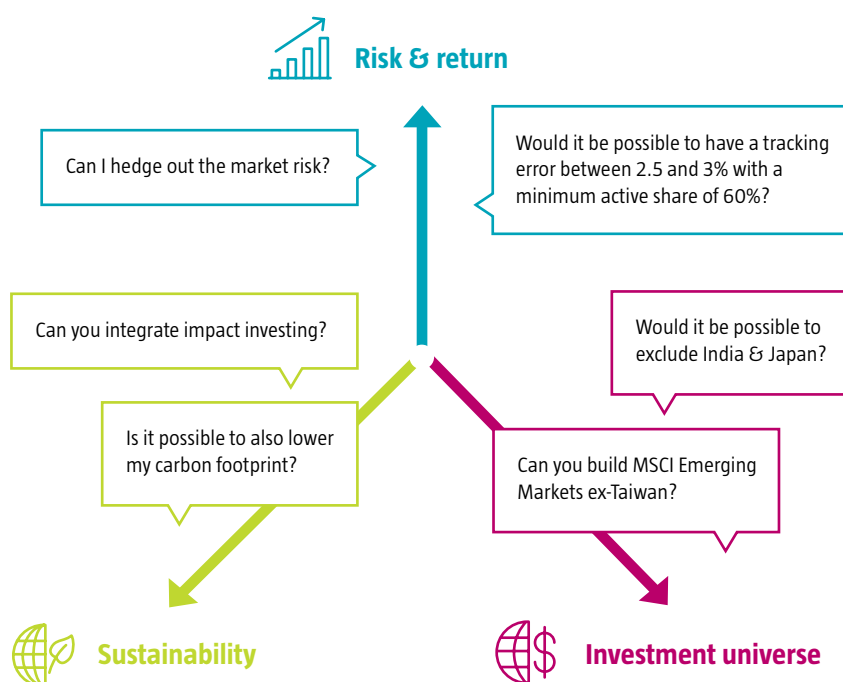 Risk & return
Can I hedge out the market risk?
Would it be possible to have a tracking
error between 2.5 and 3% with a
minimum active share of 60%?
Can you integrate impact investing?
Would it be possible to
exclude India & Japan?
Is it possible to also lower
my carbon footprint?
Can you build MSCI Emerging
Markets ex-Taiwan?
Sustainability
$
Investment universe